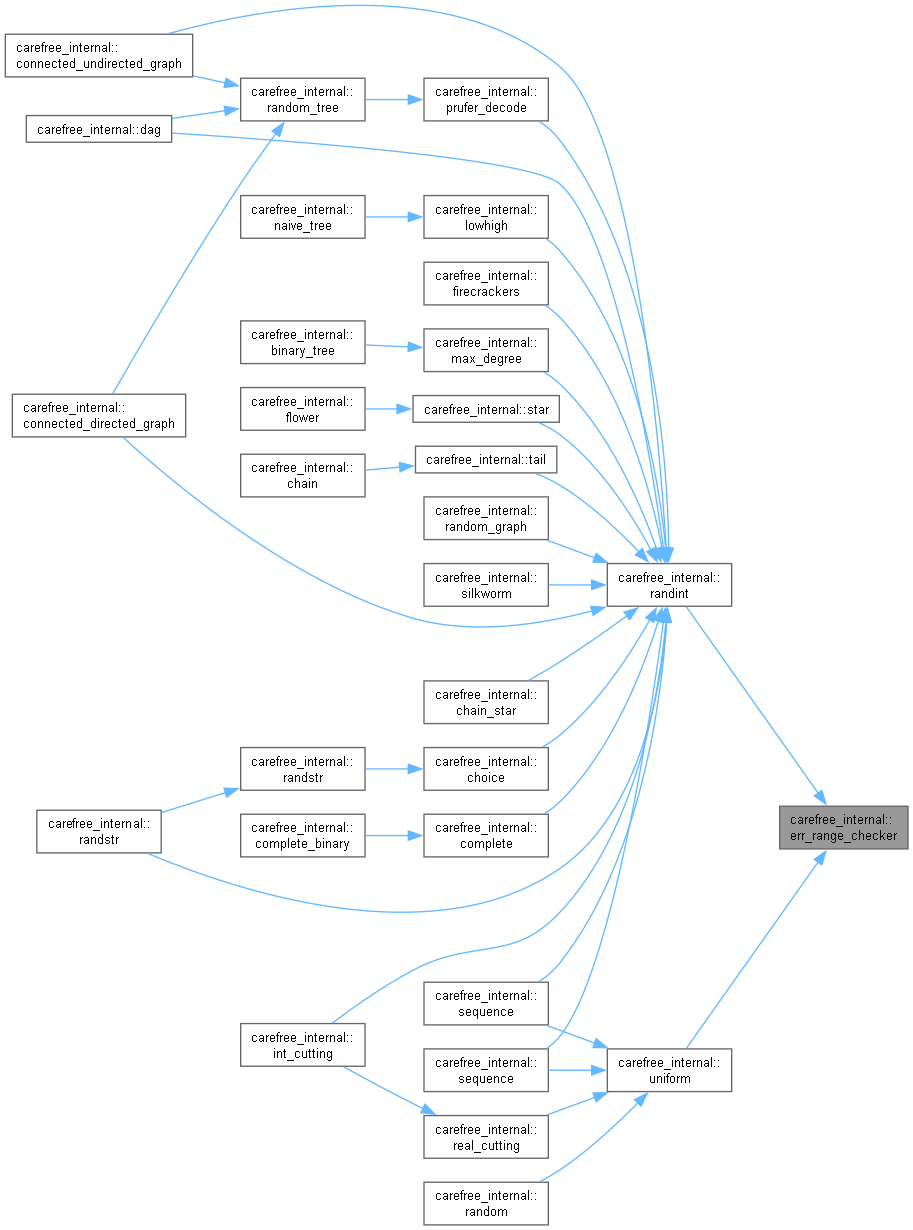 carefree_internal::
connected_undirected_graph
carefree_internal::
random_tree
carefree_internal::
prufer_decode
carefree_internal::dag
carefree_internal::
naive_tree
carefree_internal::
lowhigh
carefree_internal::
firecrackers
carefree_internal::
binary_tree
carefree_internal::
max_degree
carefree_internal::
connected_directed_graph
carefree_internal::
flower
carefree_internal::star
carefree_internal::
chain
carefree_internal::tail
carefree_internal::
random_graph
carefree_internal::
silkworm
carefree_internal::
randint
carefree_internal::
chain_star
carefree_internal::
randstr
carefree_internal::
choice
carefree_internal::
randstr
carefree_internal::
complete_binary
carefree_internal::
complete
carefree_internal::
err_range_checker
carefree_internal::
sequence
carefree_internal::
int_cutting
carefree_internal::
sequence
carefree_internal::
uniform
carefree_internal::
real_cutting
carefree_internal::
random